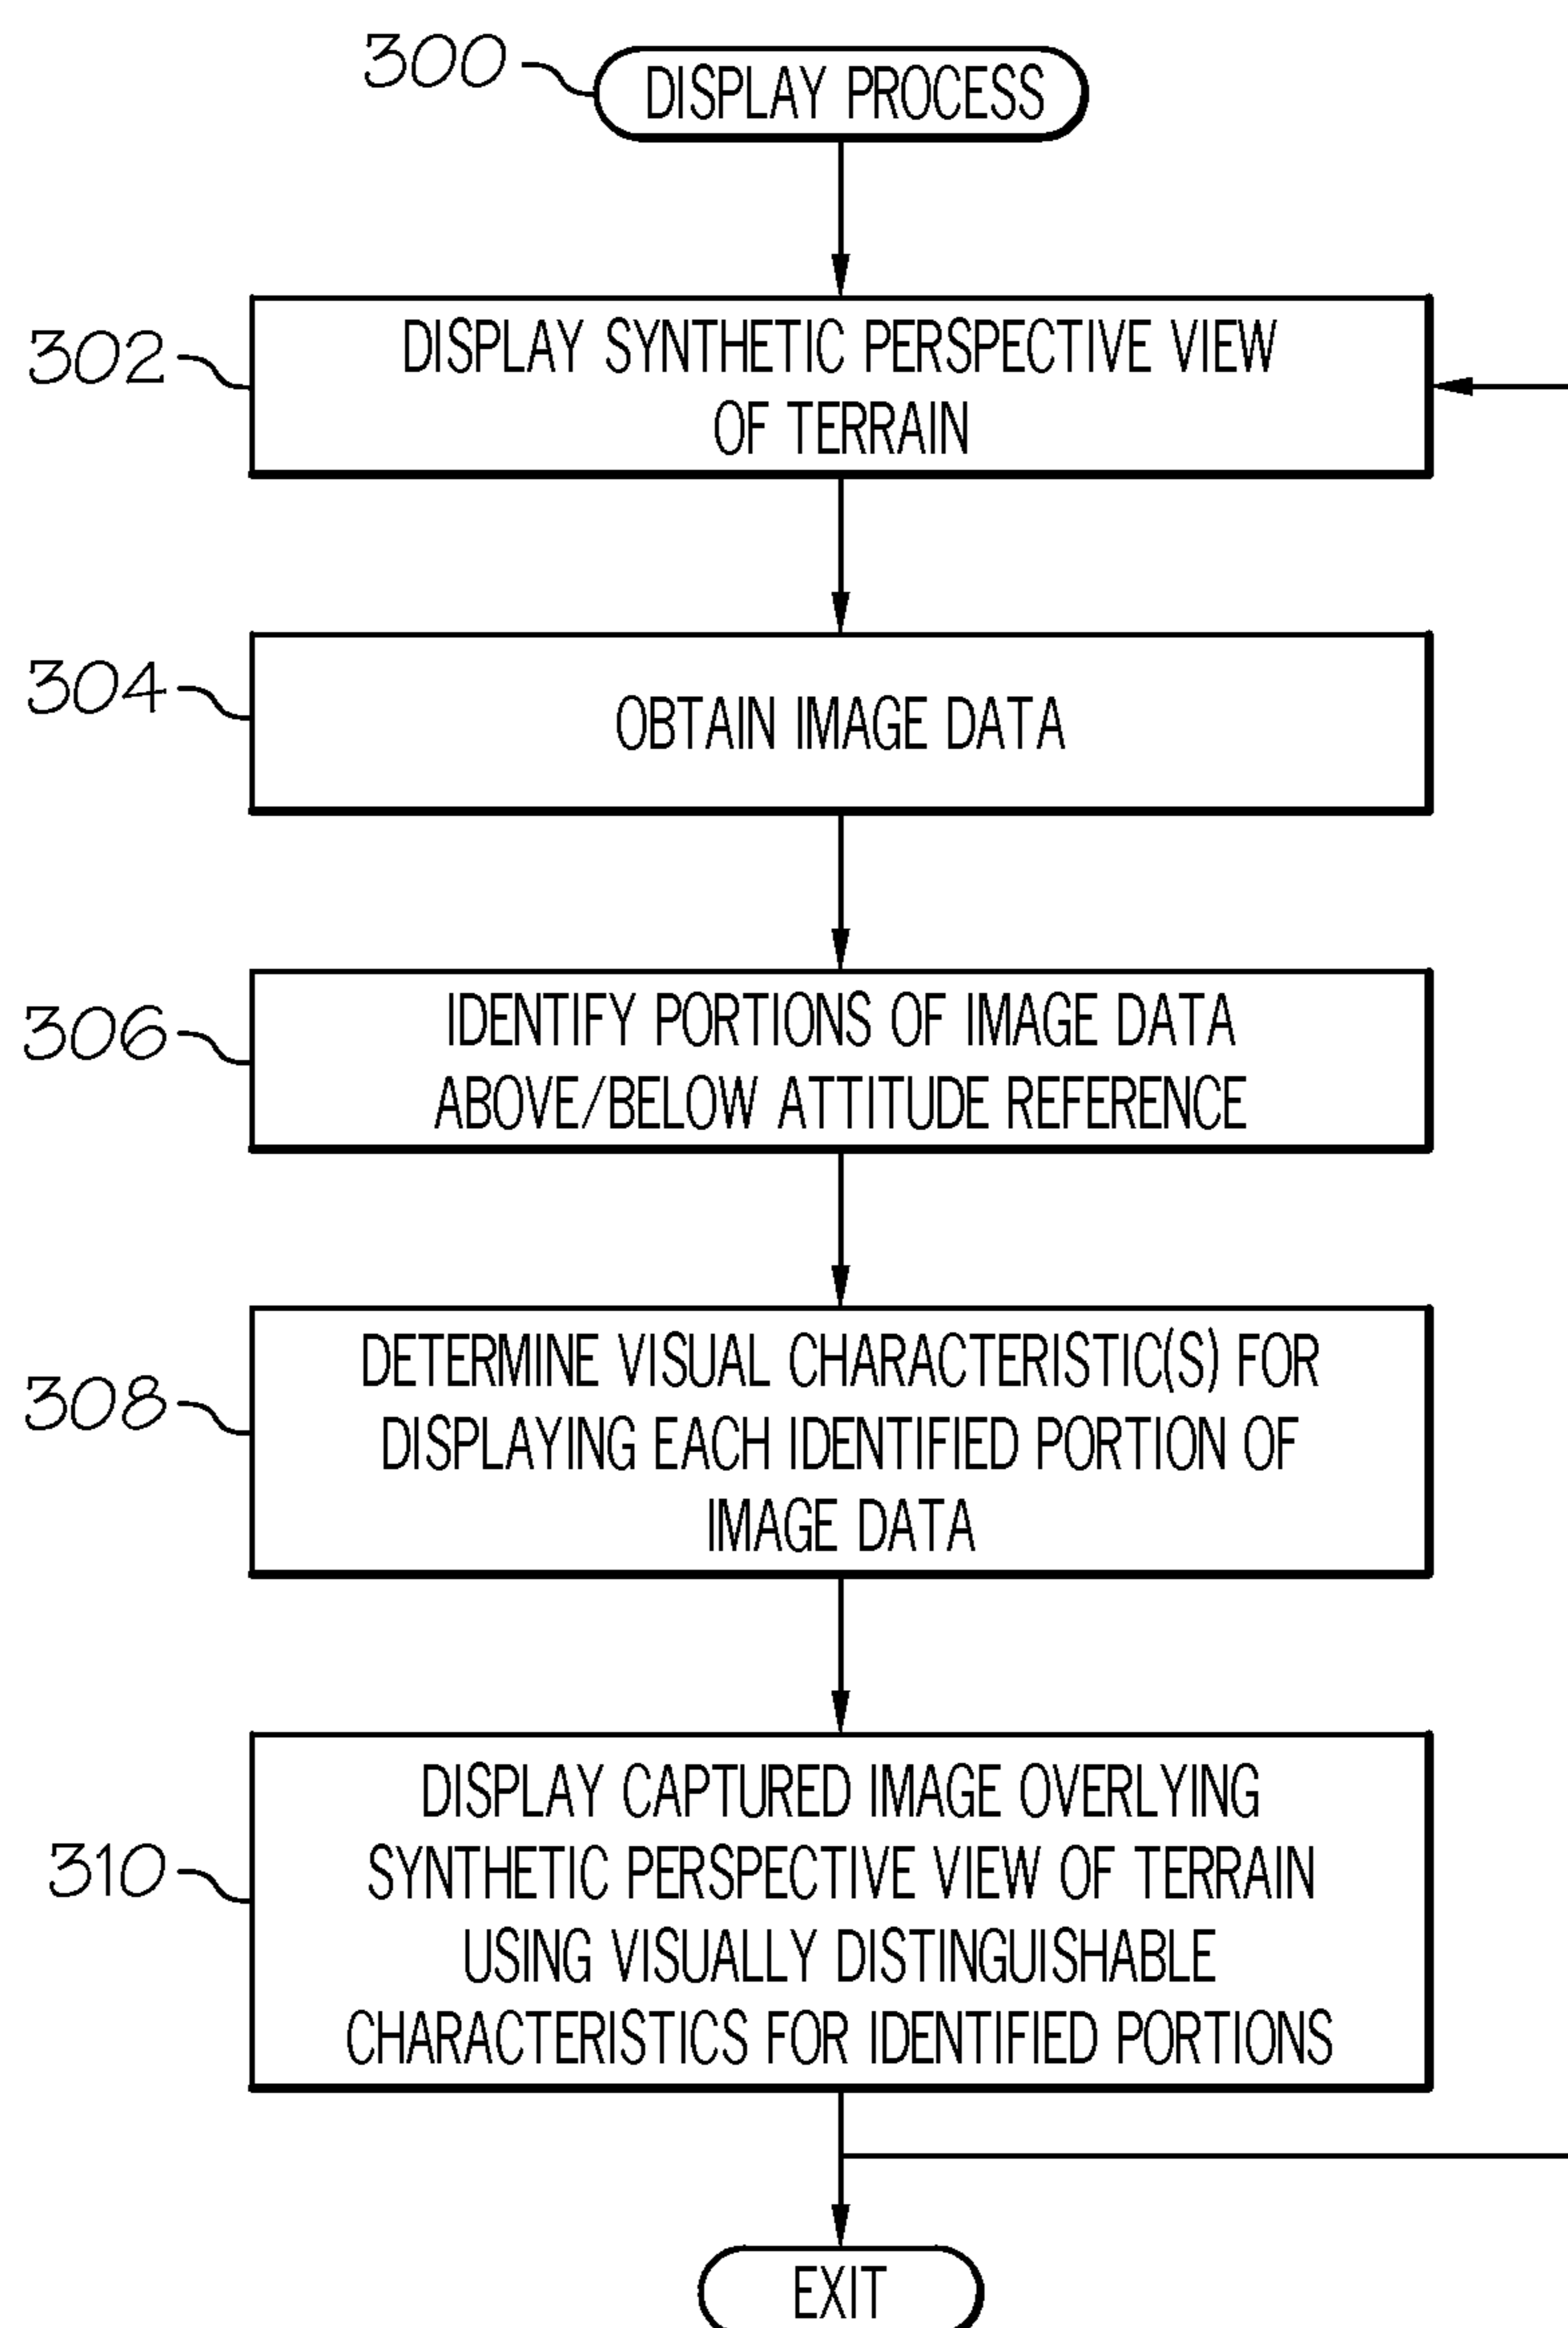 300
DISPLAY PROCESS
302
DISPLAY SYNTHETIC PERSPECTIVE VIEW
OF TERRAIN
304
OBTAIN IMAGE DATA
306
IDENTIFY PORTIONS OF IMAGE DATA
ABOVE/BELOW ATTITUDE REFERENCE
308
DETERMINE VISUAL CHARACTERISTIC(S) FOR
DISPLAYING EACH IDENTIFIED PORTION OF
IMAGE DATA
310
DISPLAY CAPTURED IMAGE OVERLYING
SYNTHETIC PERSPECTIVE VIEW OF TERRAIN
USING VISUALLY DISTINGUISHABLE
CHARACTERISTICS FOR IDENTIFIED PORTIONS
EXIT